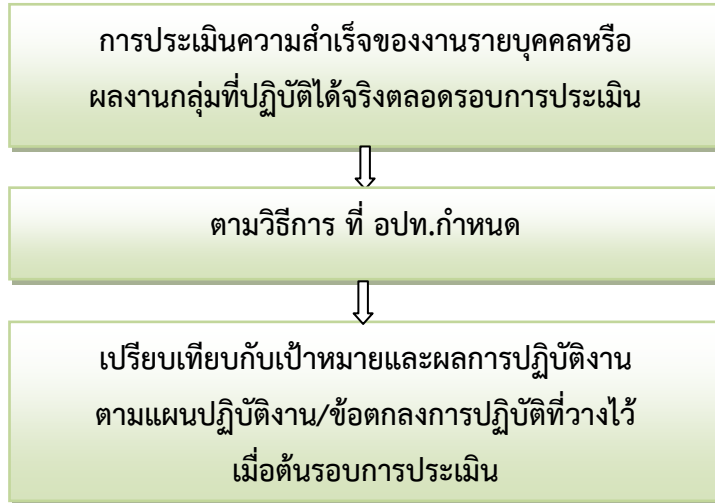 การประเมินความสำเร็จของงานรายบุคคลหรือ
ผลงานกลุ่มที่ปฏิบัติได้จริงตลอดรอบการประเมิน
ตามวิธีการ ที่ อปท.กำหนด
เปรียบเทียบกับเป้าหมายและผลการปฏิบัติงาน
ตามแผนปฏิบัติงาน/ข้อตกลงการปฏิบัติที่วางไว้
เมื่อต้นรอบการประเมิน